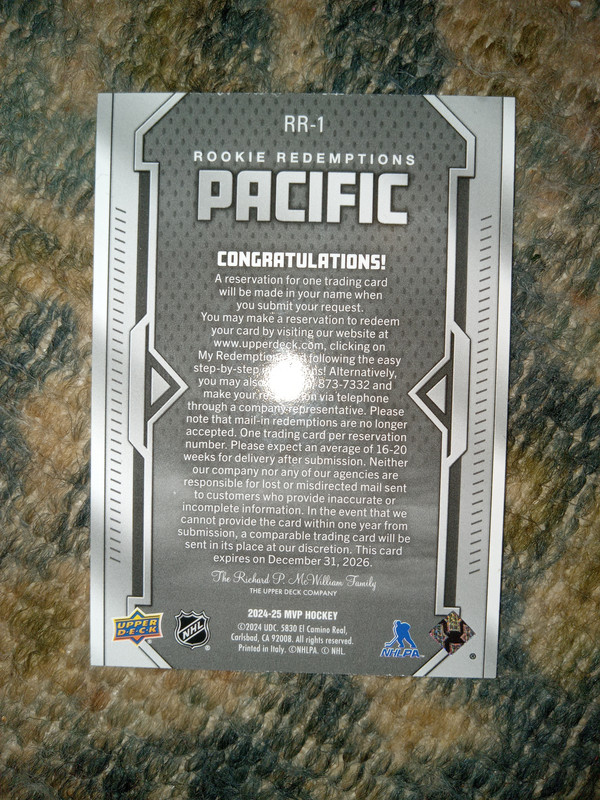 RR-1
ROOKIE REDEMPTIONS
PACIFIC
CONGRATULATIONS!
A reservation for one trading card
will be made in your name when
you submit your request.
You may make a reservation to redeem
your card by visiting our website at
www.upperdeck.com, clicking on
My Redemptions and following the easy
step-by-step instructions! Alternatively,
you may also 873-7332 and
make your reservation via telephone
through a company representative. Please
note that mail-in redemptions are no longer
accepted. One trading card per reservation
number. Please expect an average of 16-20
weeks for delivery after submission. Neither
our company nor any of our agencies are
responsible for lost or misdirected mail sent
to customers who provide inaccurate or
incomplete information. In the event that we
cannot provide the card within one year from
submission, a comparable trading card will be
sent in its place at our discretion. This card
expires on December 31, 2026.
The Richard P. McWilliam Family
THE UPPER DECK COMPANY
2024-25 MVP HOCKEY
©2024 UDC. 5830 El Camino Real,
Carlsbad, CA 92008. All rights reserved.
Printed in Italy. ©NHLPA. © NHL.
UPPER
DECK
NHL
®
NHLPA
®